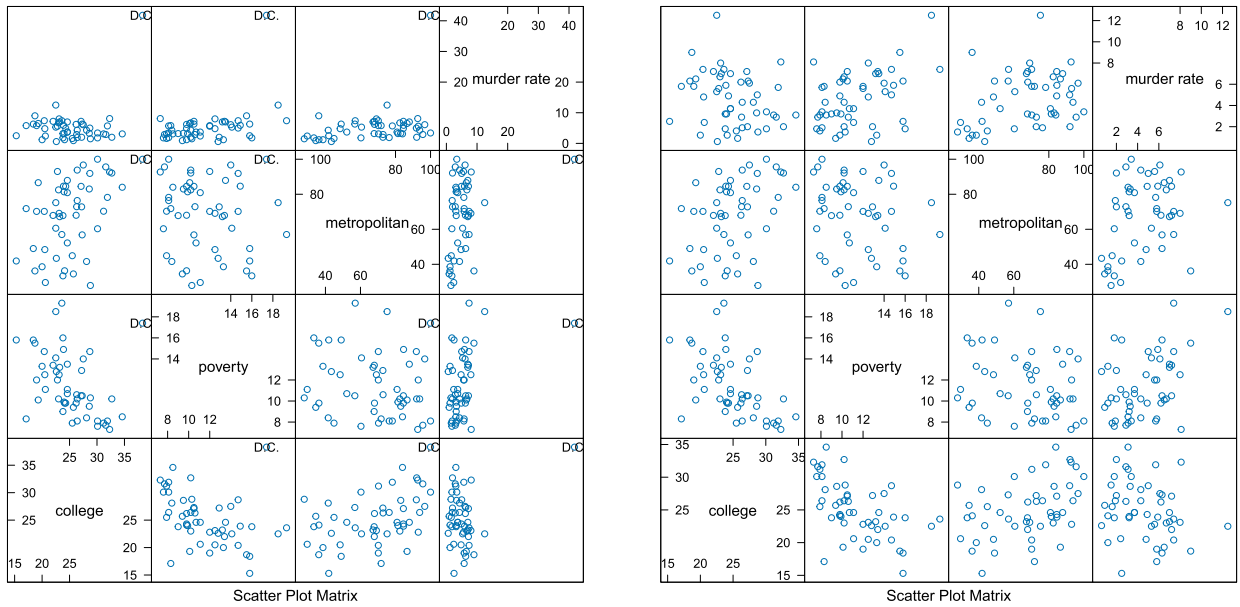 D.C. D.C. D.C. 40 20 30 40
30
murder rate 20
20
10 10
0 10 20 0
D.C. D.C. 100 80 100 D.C.
80
metropolitan 60
40
40 60
D.C. 18 14 16 18 D.C.
16
14
poverty
12
10
8 10 12 8
25 30 35 D.C. D.C. D.C.
35
30
25 college 25
20
15 20 25 15
Scatter Plot Matrix
12 8 10 12
10
8
murder rate 6
4
2 4 6 2
100 80 100
80
metropolitan 60
40
40 60
18 14 16 18
16
14
poverty
12
10
8 10 12 8
35 25 30 35
30
25 college 25
20
15 20 25 15
Scatter Plot Matrix